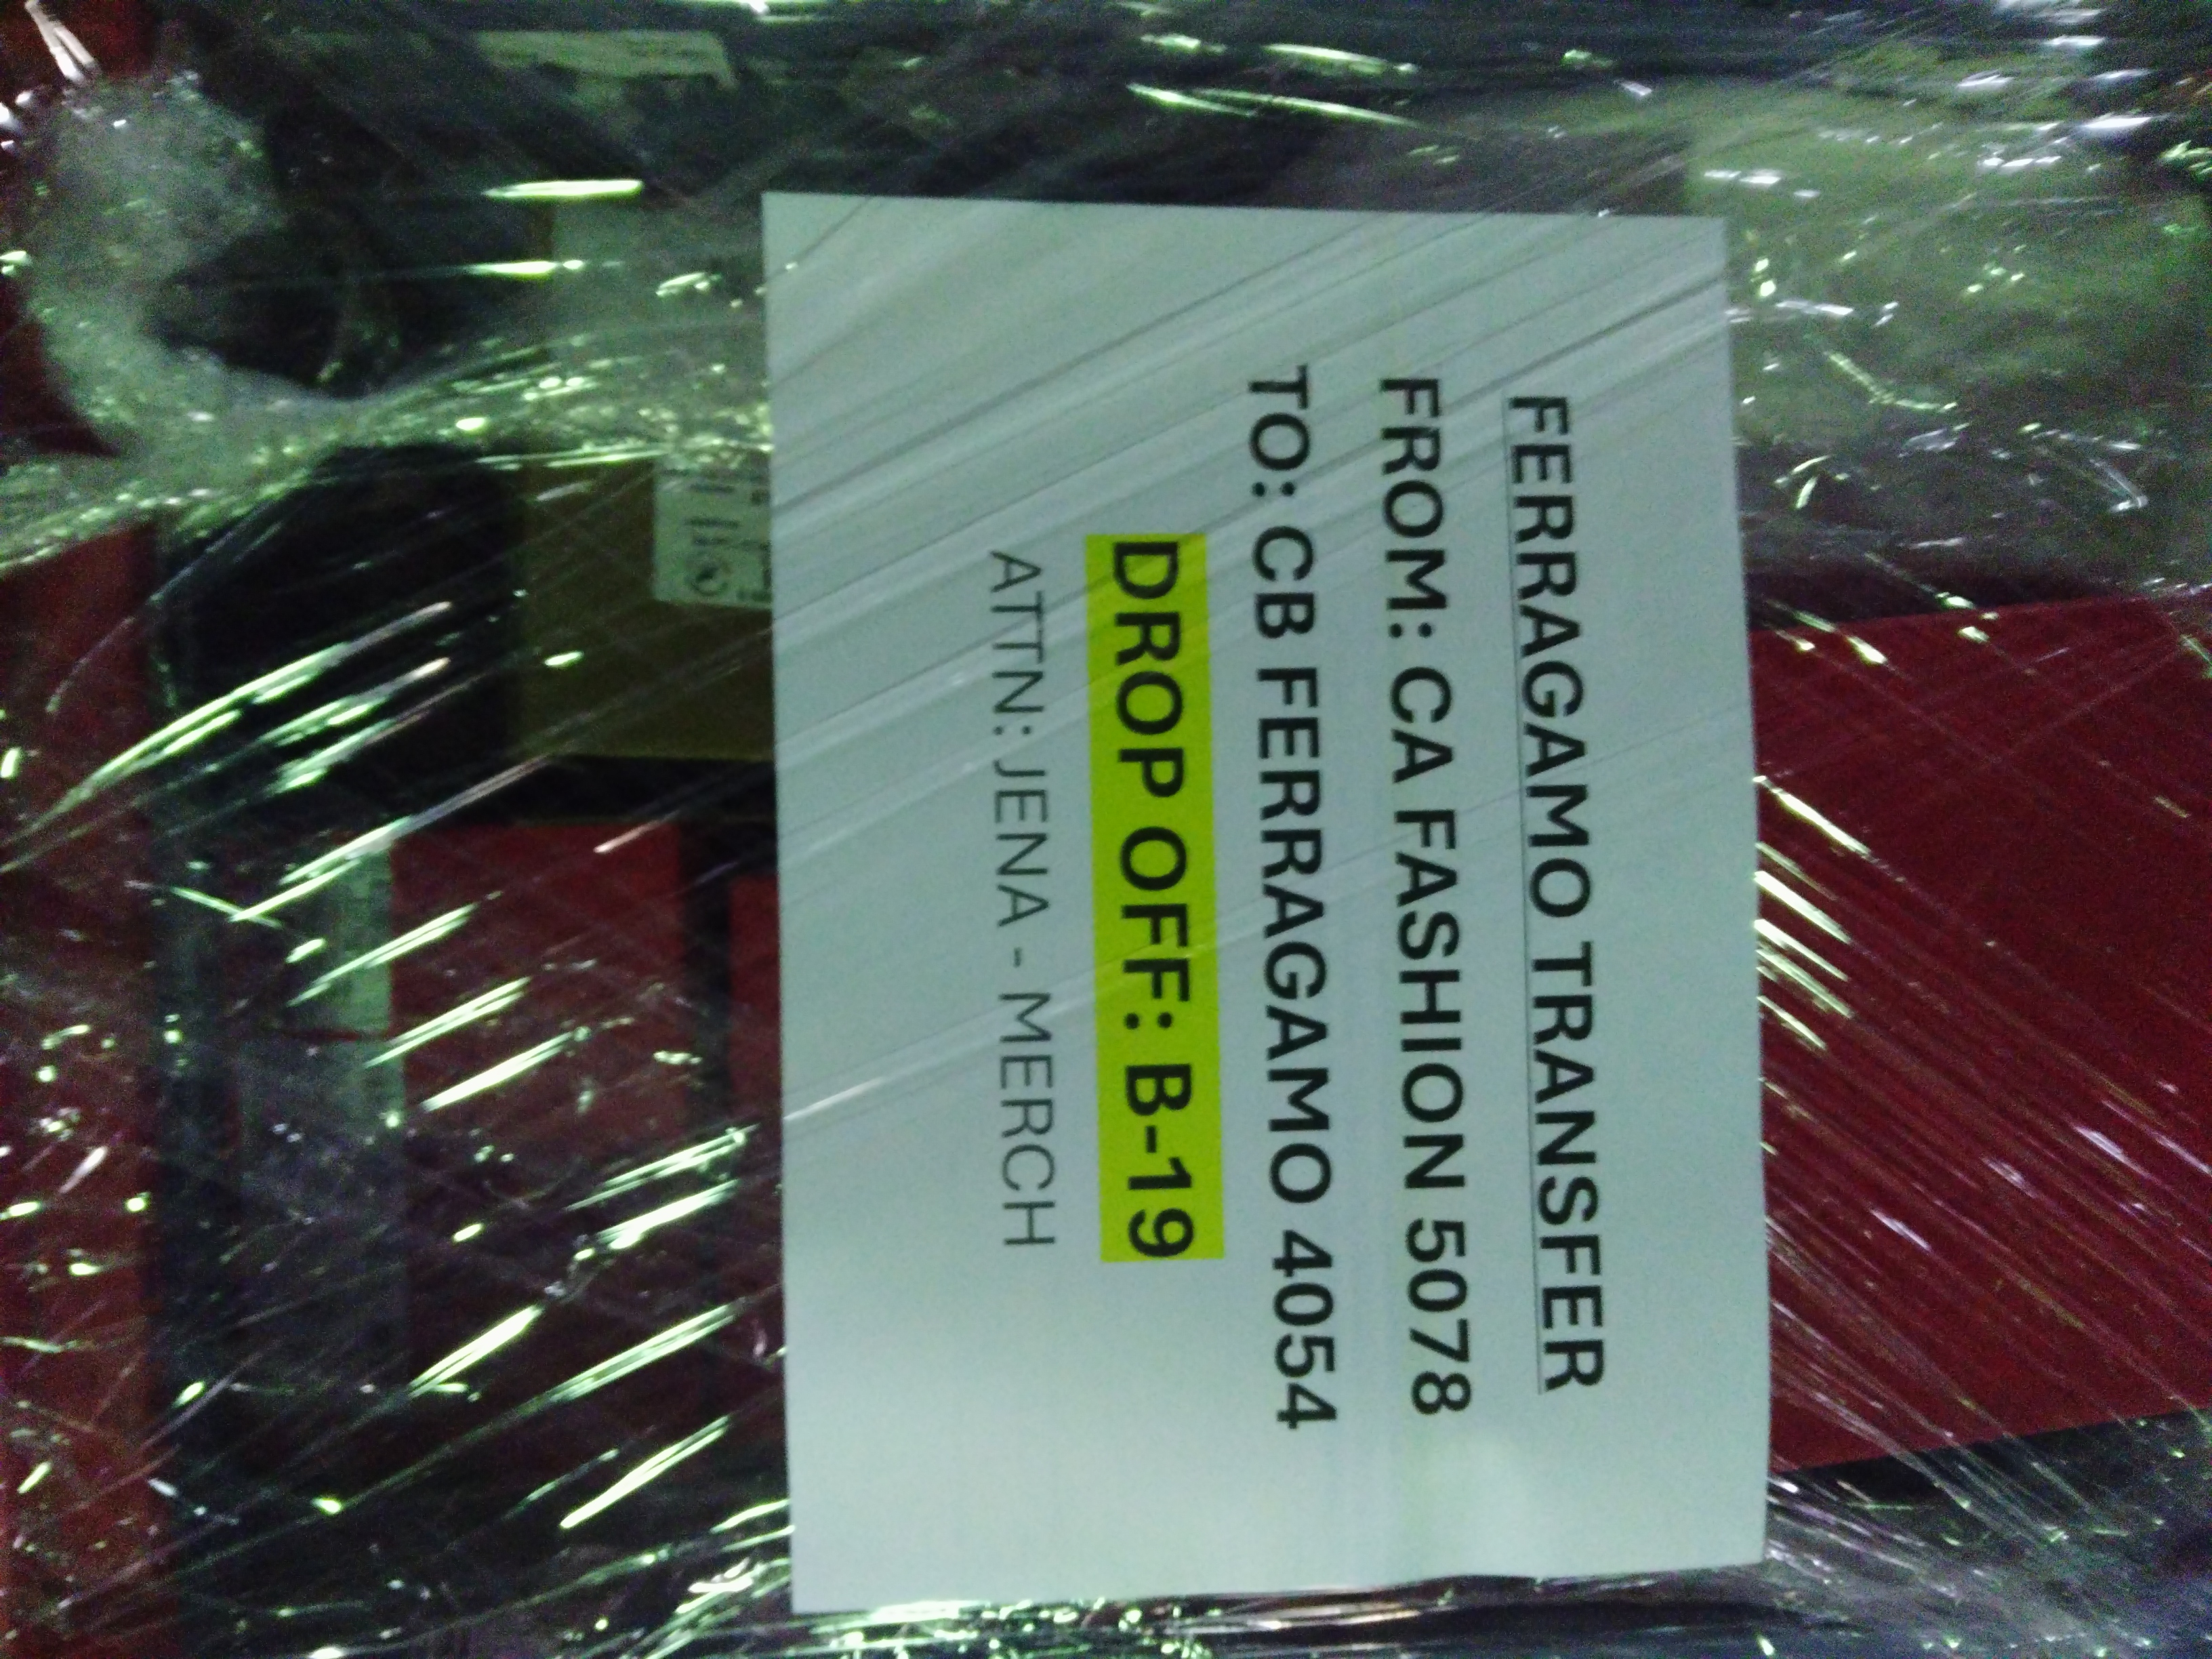 FERRAGAMO TRANSFER
FROM: CA FASHION 5078
TO: CB FERRAGAMO 4054
DROP OFF: B-19
ATTN: JENA - MERCH